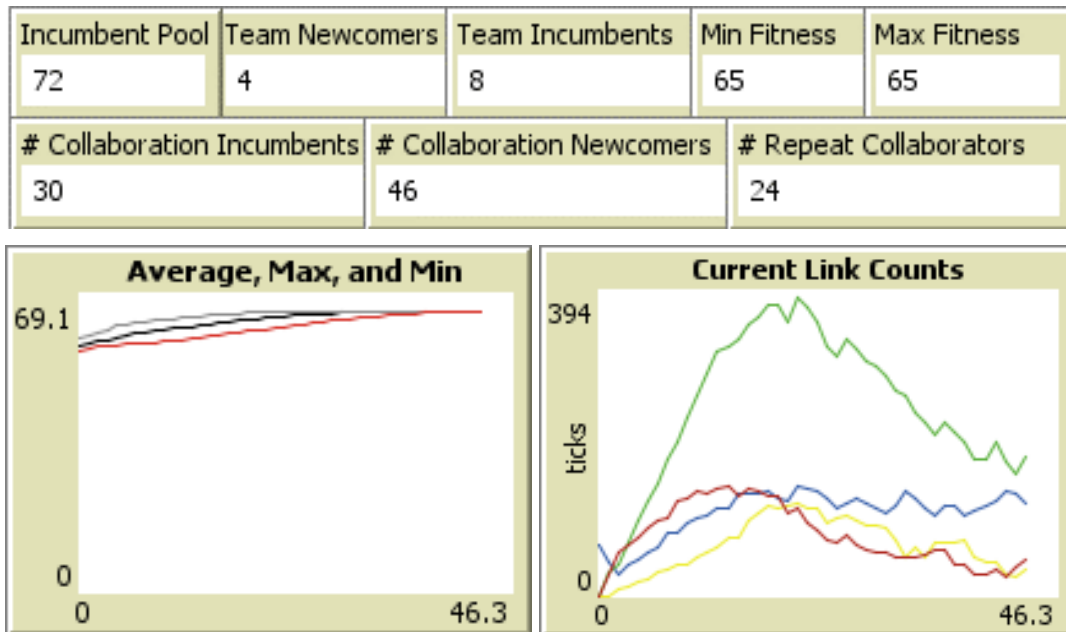 Incumbent Pool Team Newcomers Team Incumbents Min Fitness Max Fitness
72 4 8 65 65
# Collaboration Incumbents # Collaboration Newcomers # Repeat Collaborators
30 46 24
Average, Max, and Min
69.1
0
0 46.3
Current Link Counts
394
ticks
0
0 46.3